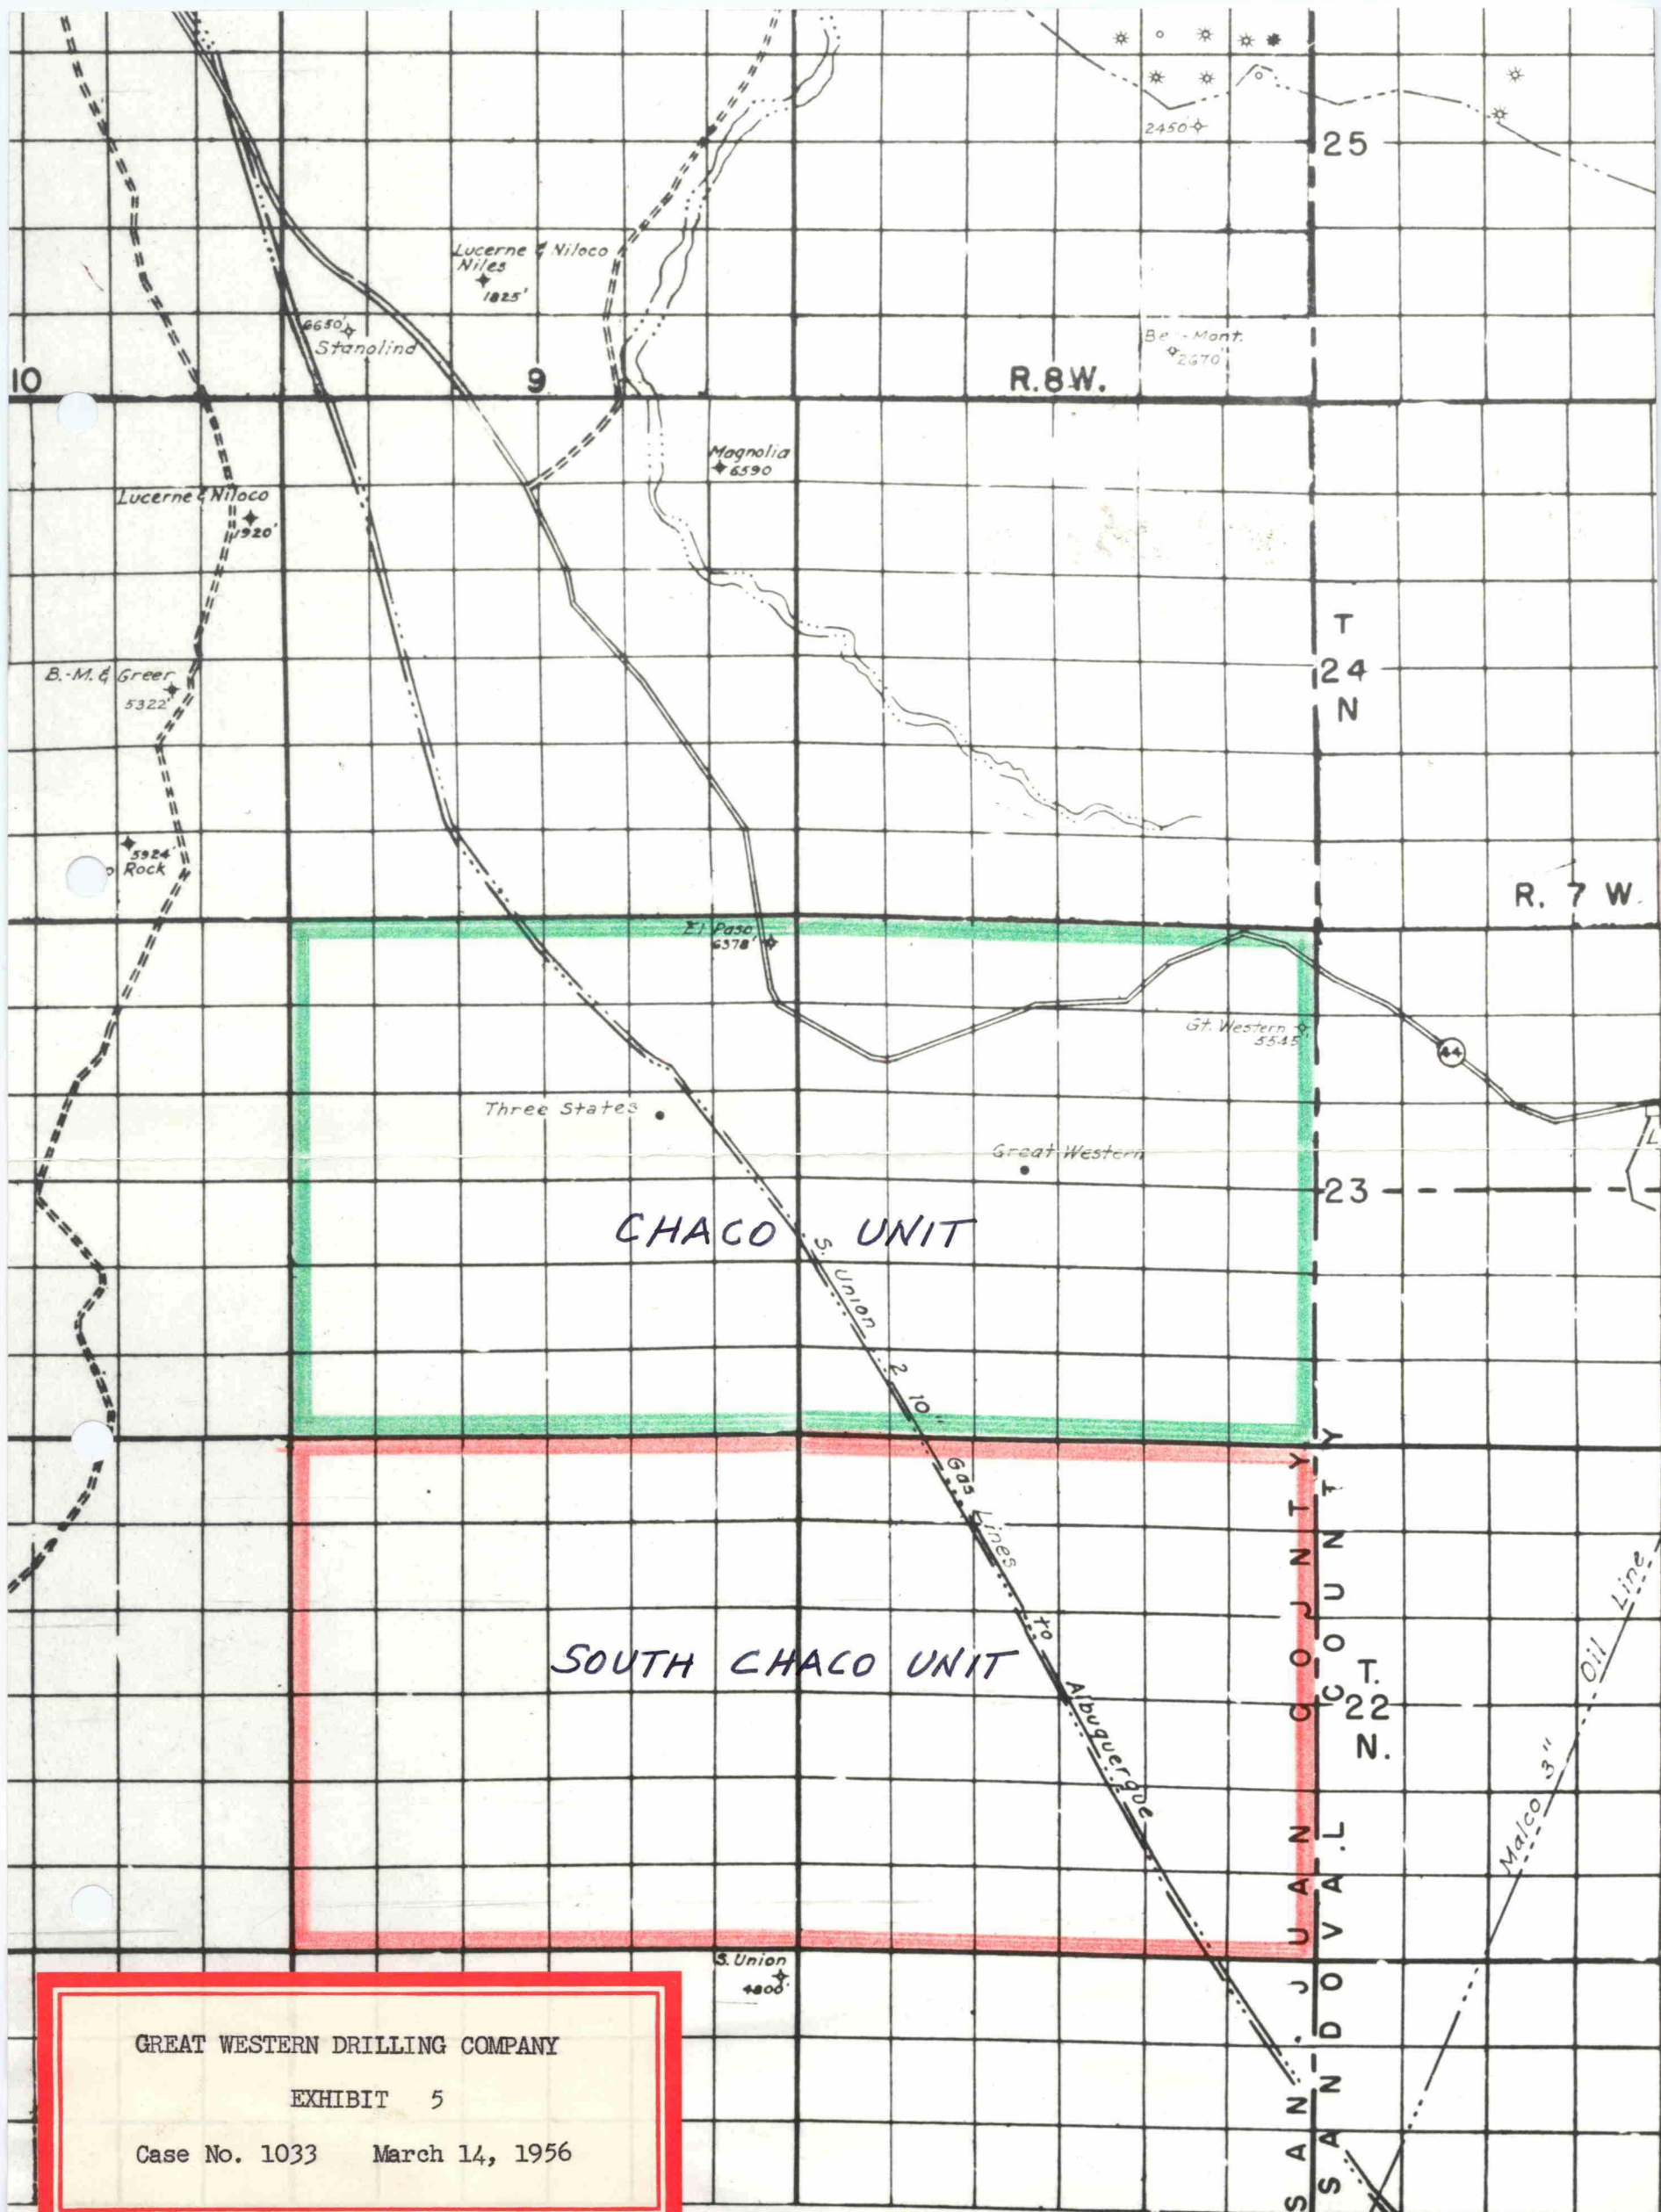 2450'
25
Lucerne & Niloco
Niles
1825'
6650'
Stanolind
Mont.
2670'
10
9
R.8W.
Magnolia
6590
Lucerne & Niloco
1920'
T
24
N
B.-M. & Greer
5322'
5924'
Rock
R. 7 W.
El Paso
6378'
Gt. Western
5545'
44
Three States
Great Western
L
23
CHACO UNIT
S. Union 2 10" Gas Lines to Albuquerque
SOUTH CHACO UNIT
T.
22
N.
SAN JUAN COUNTY
SANDOVAL COUNTY
Malco 3" Oil Line
S. Union
4800'
GREAT WESTERN DRILLING COMPANY
EXHIBIT 5
Case No. 1033 March 14, 1956